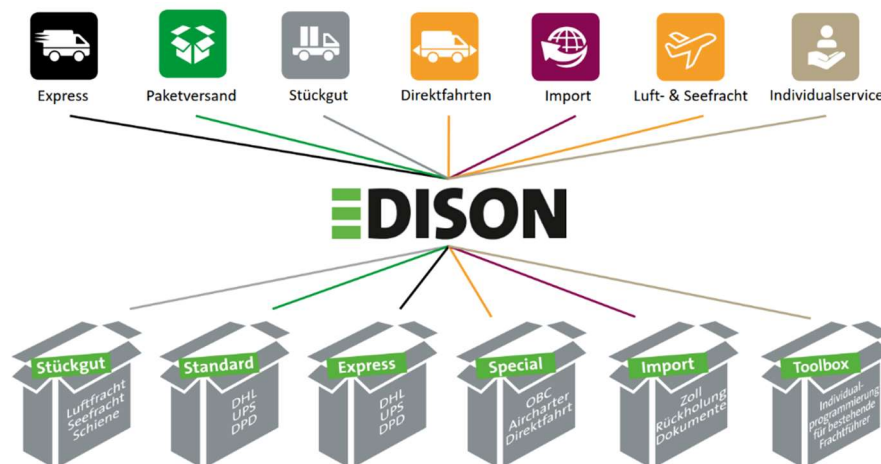 Express
Paketversand
Stückgut
Direktfahrten
Import
Luft- & Seefracht
Individualservice
EDISON
Stückgut
Luftfracht
Seefracht
Schiene
Standard
DHL
UPS
DPD
Express
DHL
UPS
DPD
Special
OBC
Aircharter
Direktfahrt
Import
Zoll
Rückholung
Dokumente
Toolbox
Individual-
programmierung
für bestehende
Frachtführer